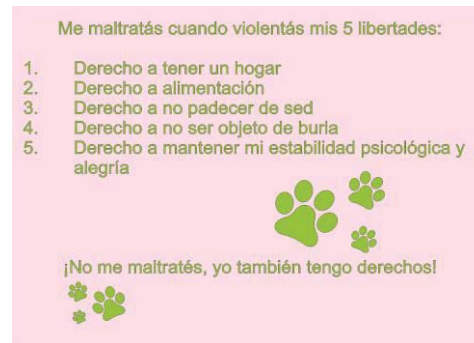 Me maltratás cuando violentás mis 5 libertades:
1. Derecho a tener un hogar
2. Derecho a alimentación
3. Derecho a no padecer de sed
4. Derecho a no ser objeto de burla
5. Derecho a mantener mi estabilidad psicológica y
alegría
¡No me maltratés, yo también tengo derechos!